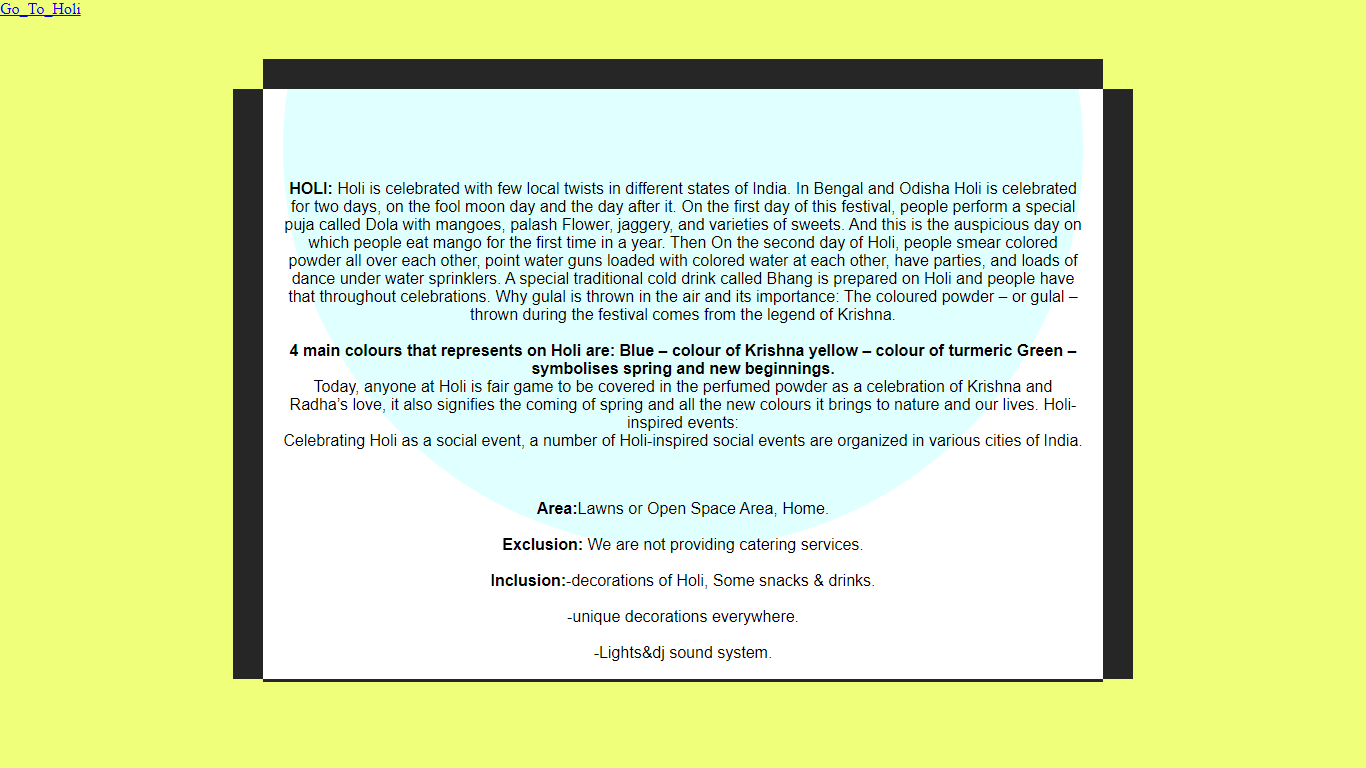 Go_To_Holi
HOLI: Holi is celebrated with few local twists in different states of India. In Bengal and Odisha Holi is celebrated
for two days, on the fool moon day and the day after it. On the first day of this festival, people perform a special
puja called Dola with mangoes, palash Flower, jaggery, and varieties of sweets. And this is the auspicious day on
which people eat mango for the first time in a year. Then On the second day of Holi, people smear colored
powder all over each other, point water guns loaded with colored water at each other, have parties, and loads of
dance under water sprinklers. A special traditional cold drink called Bhang is prepared on Holi and people have
that throughout celebrations. Why gulal is thrown in the air and its importance: The coloured powder – or gulal –
thrown during the festival comes from the legend of Krishna.
4 main colours that represents on Holi are: Blue – colour of Krishna yellow – colour of turmeric Green –
symbolises spring and new beginnings.
Today, anyone at Holi is fair game to be covered in the perfumed powder as a celebration of Krishna and
Radha’s love, it also signifies the coming of spring and all the new colours it brings to nature and our lives. Holi-
inspired events:
Celebrating Holi as a social event, a number of Holi-inspired social events are organized in various cities of India.
Area:Lawns or Open Space Area, Home.
Exclusion: We are not providing catering services.
Inclusion:-decorations of Holi, Some snacks & drinks.
-unique decorations everywhere.
-Lights&dj sound system.